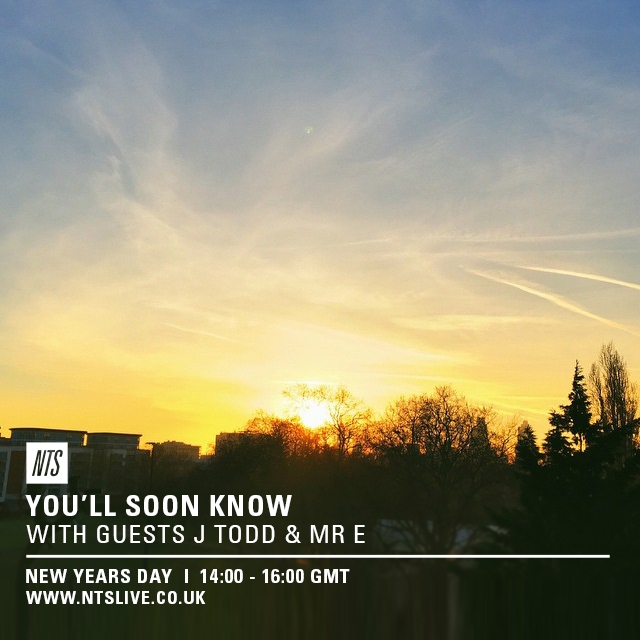 NTS
YOU'LL SOON KNOW
WITH GUESTS J TODD & MR E
NEW YEARS DAY I 14:00 - 16:00 GMT
WWW.NTSLIVE.CO.UK